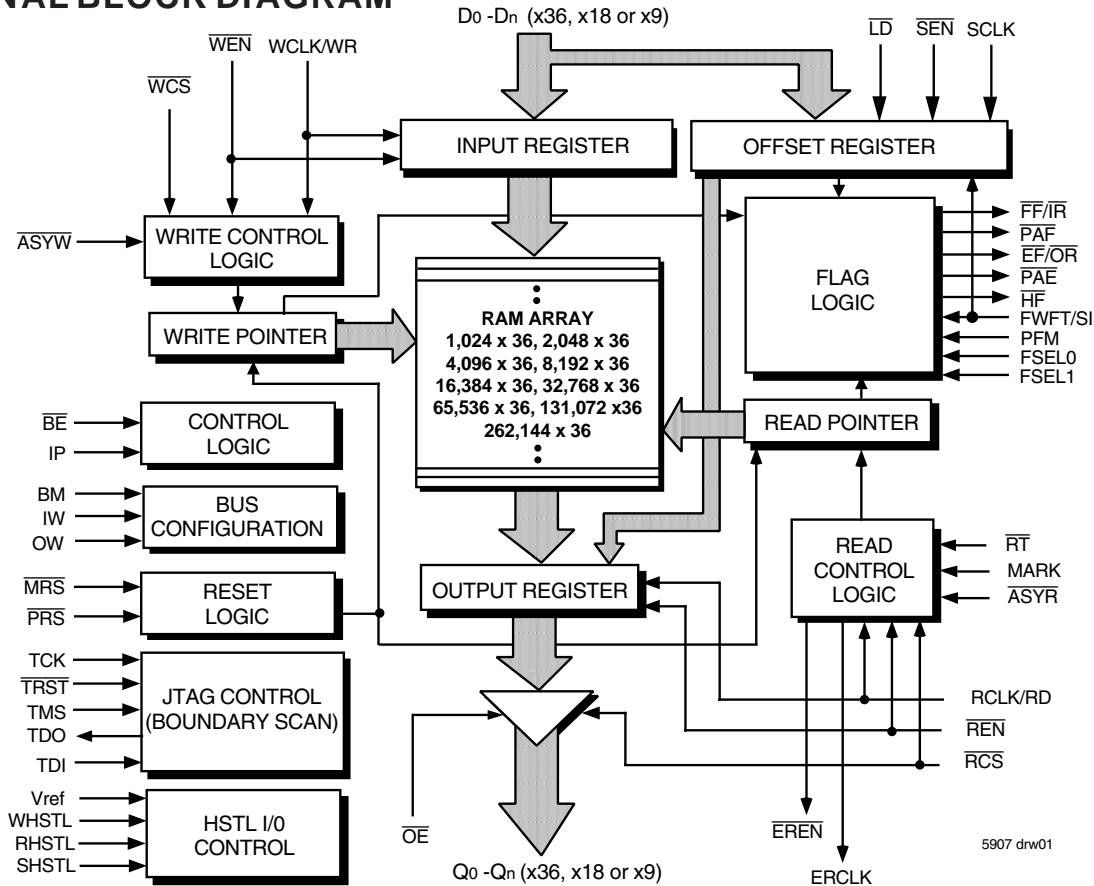 NAL BLOCK DIAGRAM
D0 -Dn (x36, x18 or x9)
WEN
WCLK/WR
LD
SEN
SCLK
WCS
INPUT REGISTER
OFFSET REGISTER
ASYW
WRITE CONTROL
LOGIC
FF/IR
PAF
EF/OR
PAE
HF
FWFT/SI
PFM
FSEL0
FSEL1
FLAG
LOGIC
WRITE POINTER
RAM ARRAY
1,024 x 36, 2,048 x 36
4,096 x 36, 8,192 x 36
16,384 x 36, 32,768 x 36
65,536 x 36, 131,072 x36
262,144 x 36
READ POINTER
BE
IP
CONTROL
LOGIC
BM
IW
OW
BUS
CONFIGURATION
READ
CONTROL
LOGIC
RT
MARK
ASYR
MRS
PRS
RESET
LOGIC
OUTPUT REGISTER
TCK
TRST
TMS
TDO
TDI
JTAG CONTROL
(BOUNDARY SCAN)
RCLK/RD
REN
RCS
Vref
WHSTL
RHSTL
SHSTL
HSTL I/0
CONTROL
OE
EREN
5907 drw01
Q0 -Qn (x36, x18 or x9)
ERCLK